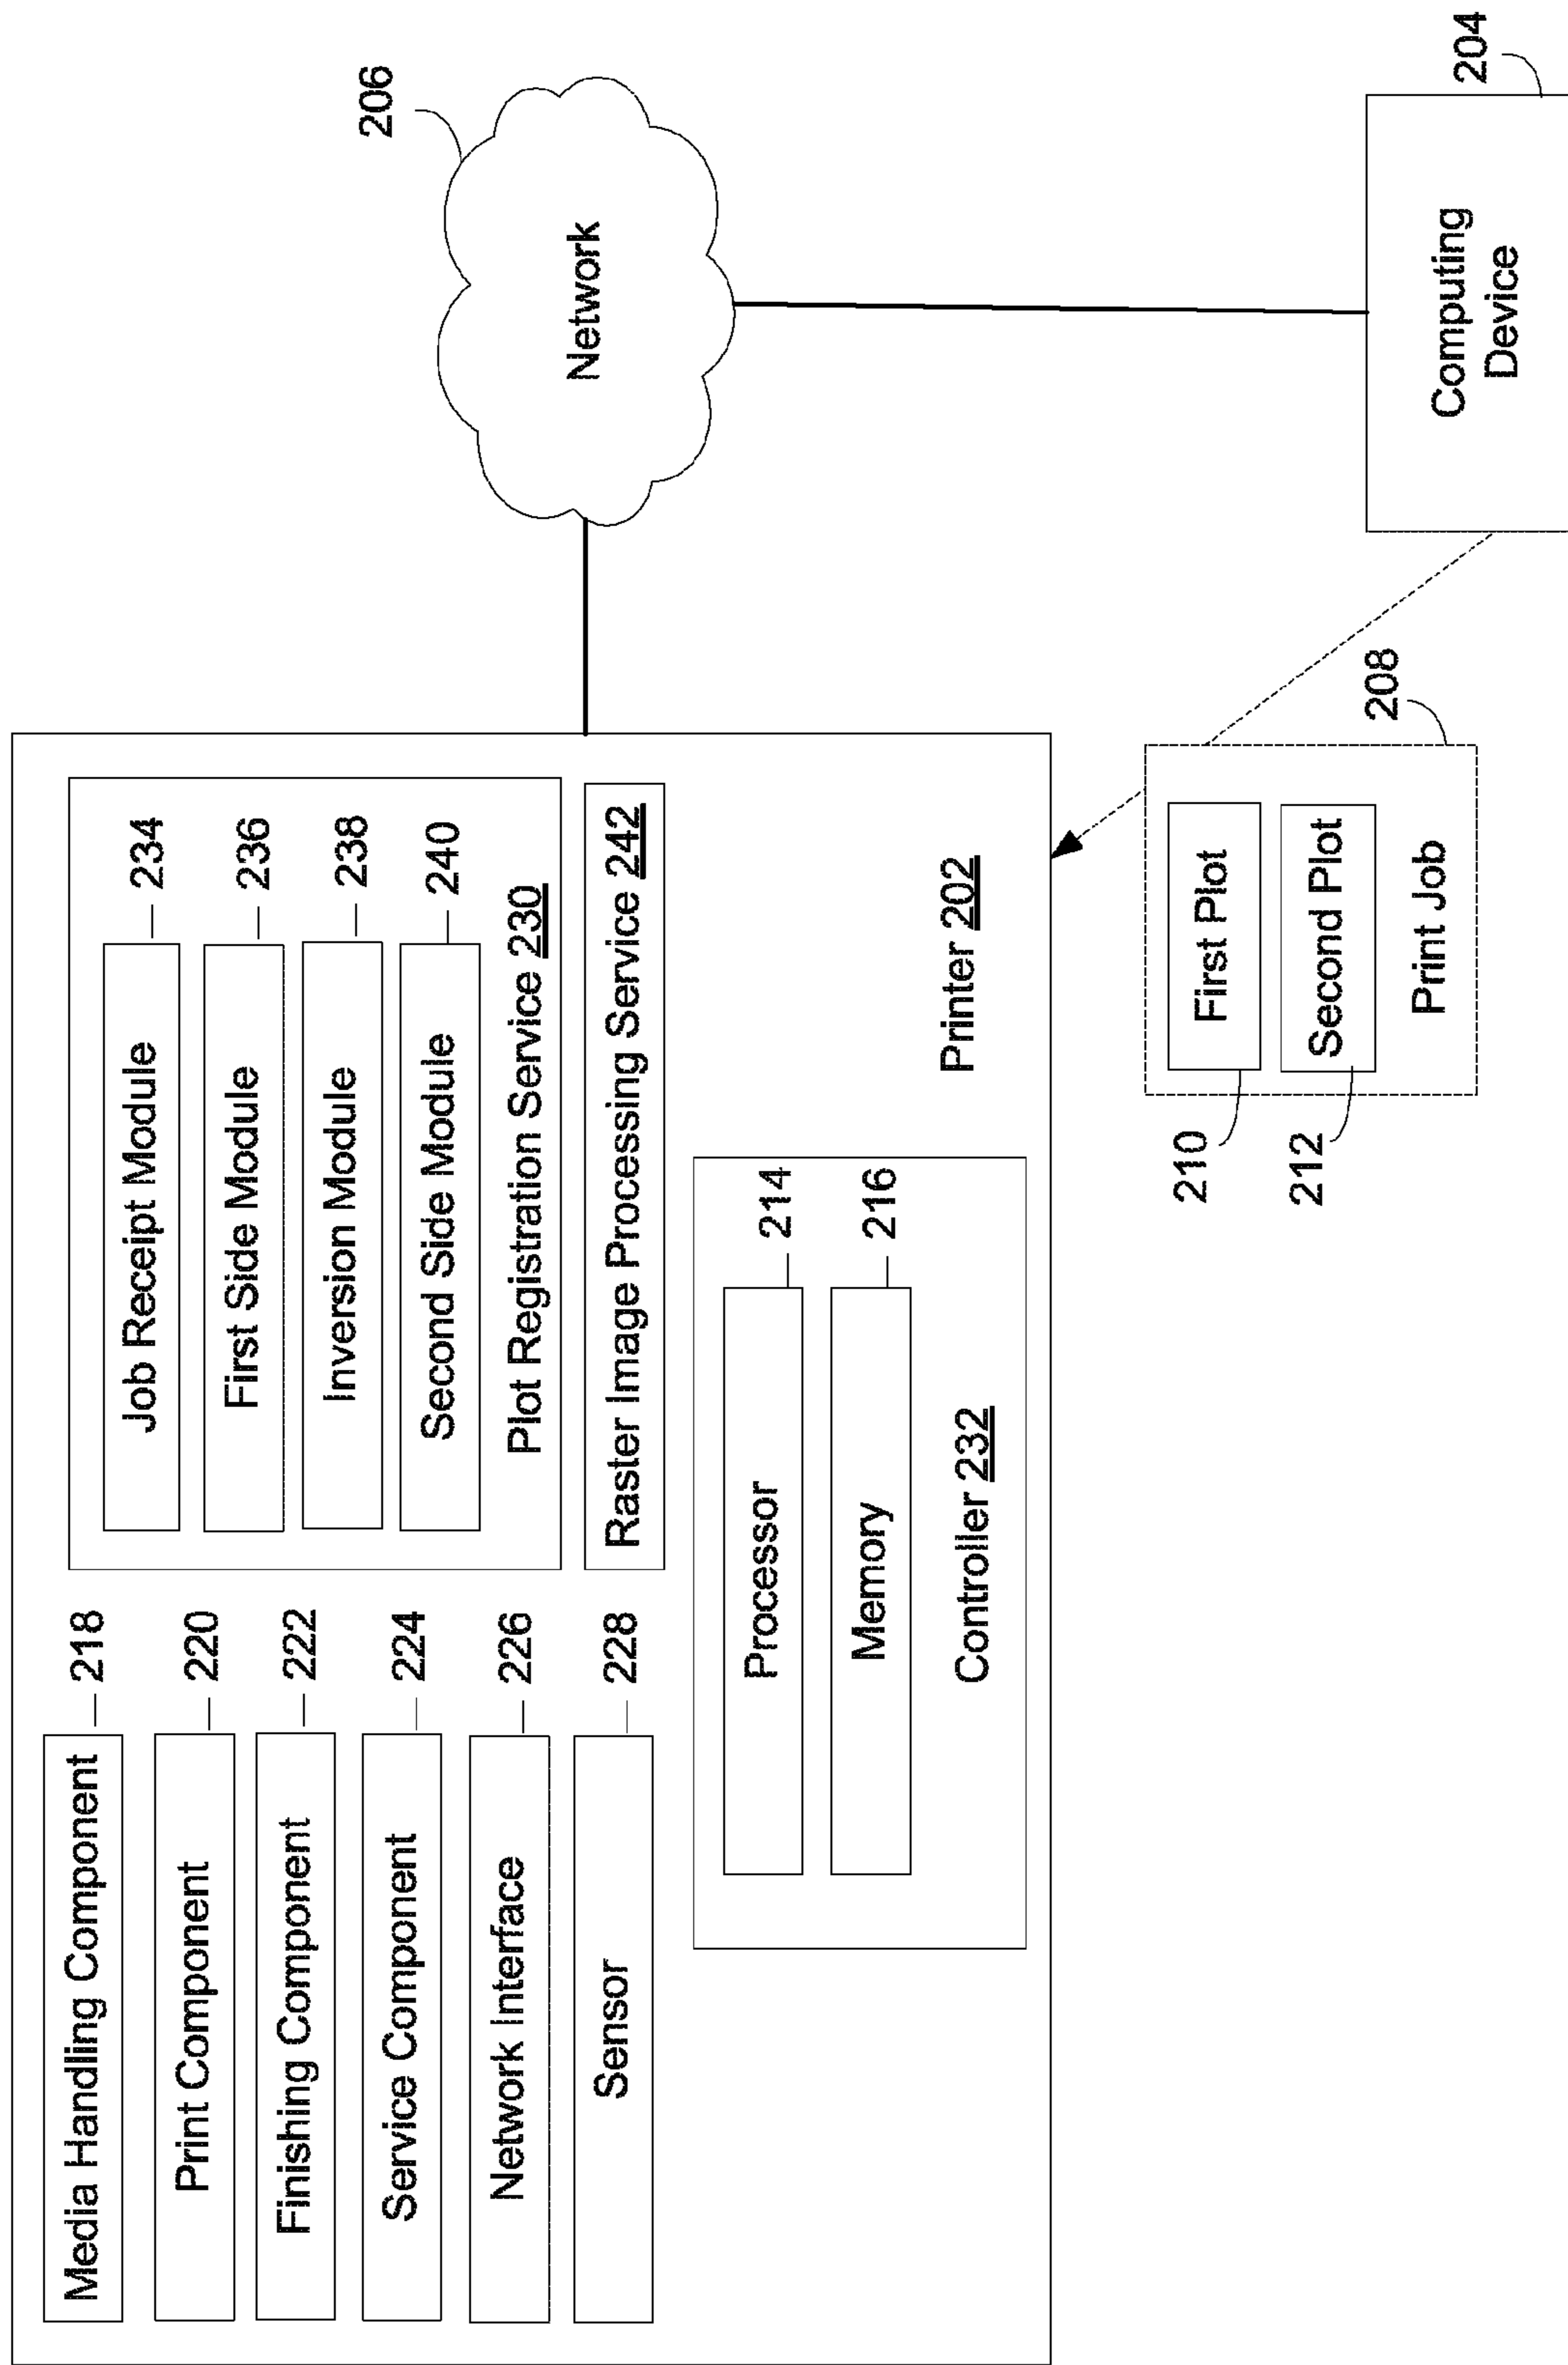 Media Handling Component 218
Print Component 220
Finishing Component 222
Service Component 224
Network Interface 226
Sensor 228
Job Receipt Module 234
First Side Module 236
Inversion Module 238
Second Side Module 240
Plot Registration Service 230
Raster Image Processing Service 242
Processor 214
Memory 216
Controller 232
Printer 202
206
Network
210
212
First Plot
Second Plot
Print Job
208
Computing
Device
204